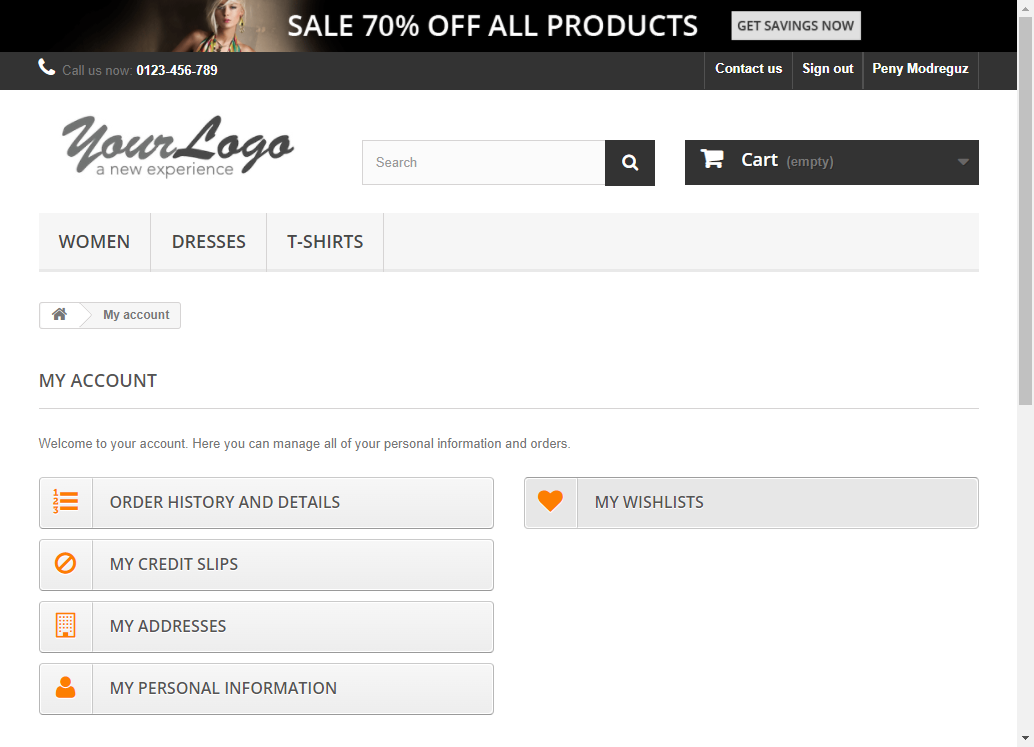 SALE 70% OFF ALL PRODUCTS GET SAVINGS NOW
Call us now: 0123-456-789 Contact us Sign out Peny Modreguz
YourLogo
a new experience
Search Cart (empty)
WOMEN DRESSES T-SHIRTS
My account
MY ACCOUNT
Welcome to your account. Here you can manage all of your personal information and orders.
1 2 3 ORDER HISTORY AND DETAILS MY WISHLISTS
MY CREDIT SLIPS
MY ADDRESSES
MY PERSONAL INFORMATION